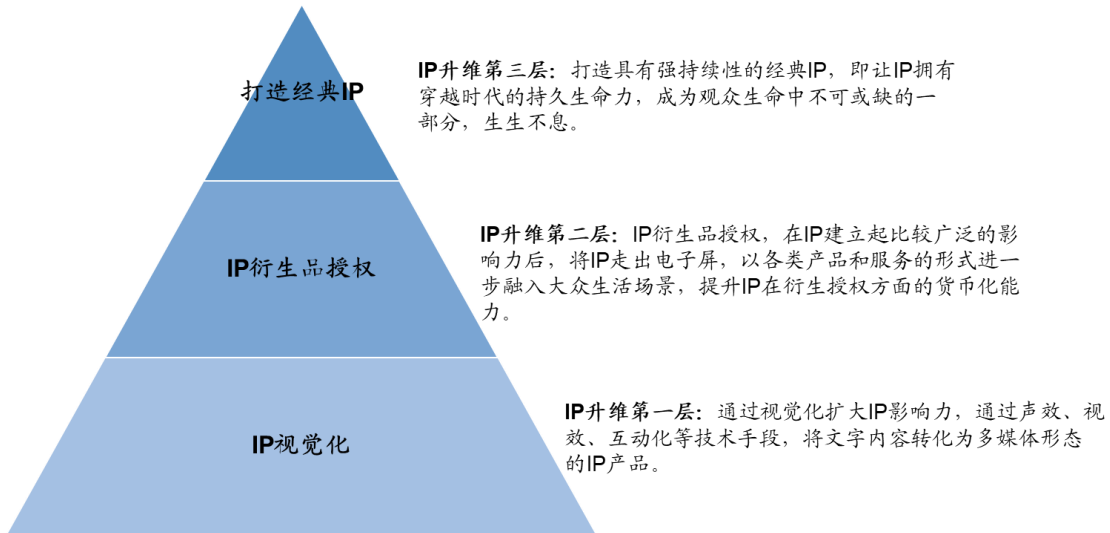 打造经典IP
IP升维第三层：打造具有强持续性的经典IP，即让IP拥有
穿越时代的持久生命力，成为观众生命中不可或缺的一
部分，生生不息。
IP衍生品授权
IP升维第二层：IP衍生品授权，在IP建立起比较广泛的影
响力后，将IP走出电子屏，以各类产品和服务的形式进一
步融入大众生活场景，提升IP在衍生授权方面的货币化能
力。
IP视觉化
IP升维第一层：通过视觉化扩大IP影响力，通过声效、视
效、互动化等技术手段，将文字内容转化为多媒体形态
的IP产品。